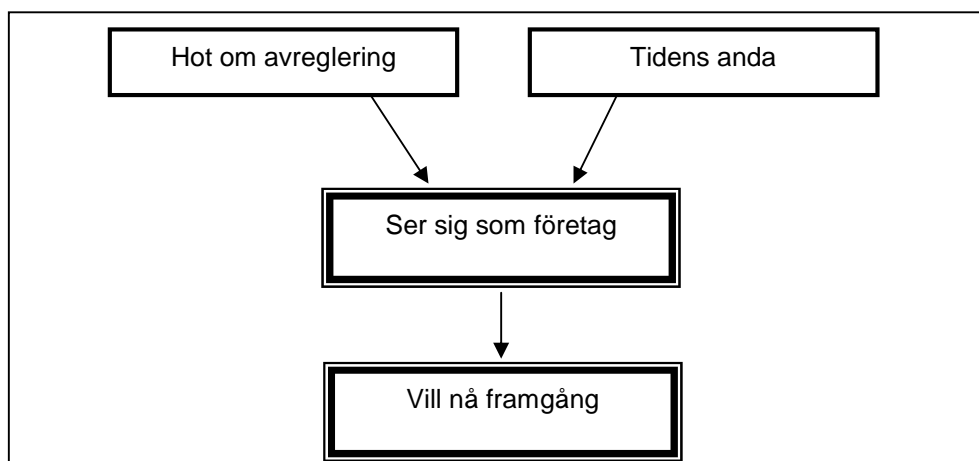 Hot om avreglering
Tidens anda
Ser sig som företag
Vill nå framgång